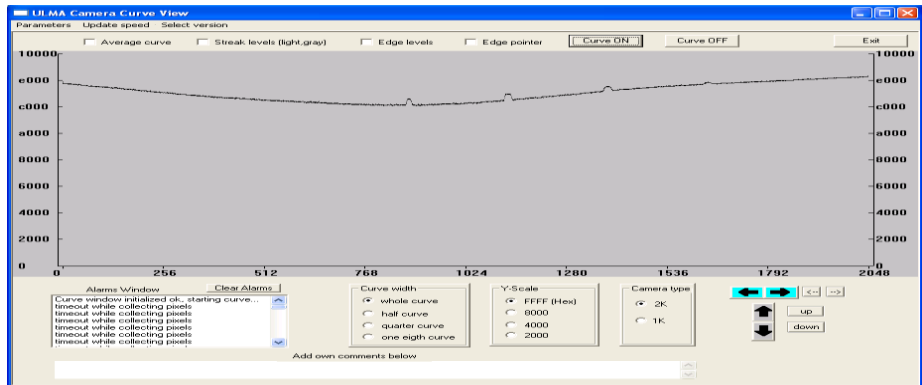 ULMA Camera Curve View
Parameters Update speed Select version
Average curve Streak levels (light,gray) Edge levels Edge pointer Curve ON Curve OFF Exit
10000 10000
e000 e000
c000 c000
a000 a000
8000 8000
6000 6000
4000 4000
2000 2000
0 0
0 256 512 768 1024 1280 1536 1792 2048
Alarms Window Clear Alarms
Curve window initialized ok, starting curve...
timeout while collecting pixels
timeout while collecting pixels
timeout while collecting pixels
timeout while collecting pixels
timeout while collecting pixels
Curve width
whole curve
half curve
quarter curve
one eigth curve
Y-Scale
FFFF (Hex)
8000
4000
2000
Camera type
2K
1K
<-- -->
up
down
Add own comments below